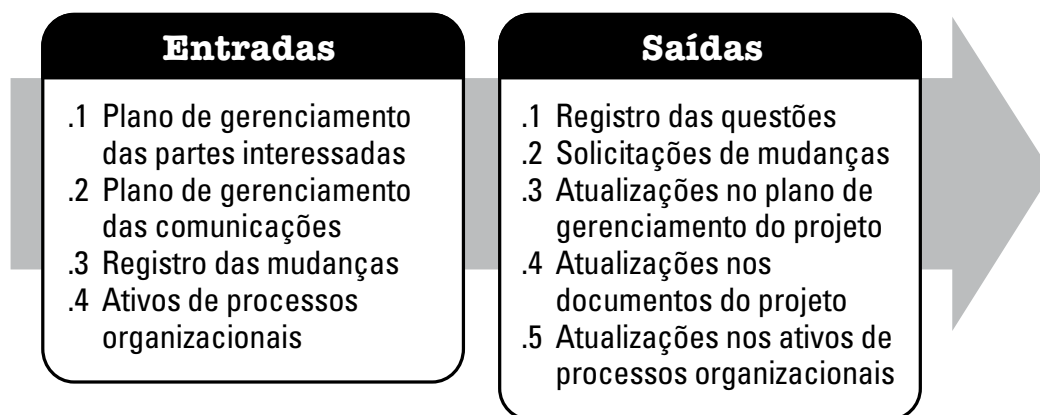 Entradas
.1 Plano de gerenciamento
das partes interessadas
.2 Plano de gerenciamento
das comunicações
.3 Registro das mudanças
.4 Ativos de processos
organizacionais
Saídas
.1 Registro das questões
.2 Solicitações de mudanças
.3 Atualizações no plano de
gerenciamento do projeto
.4 Atualizações nos
documentos do projeto
.5 Atualizações nos ativos de
processos organizacionais